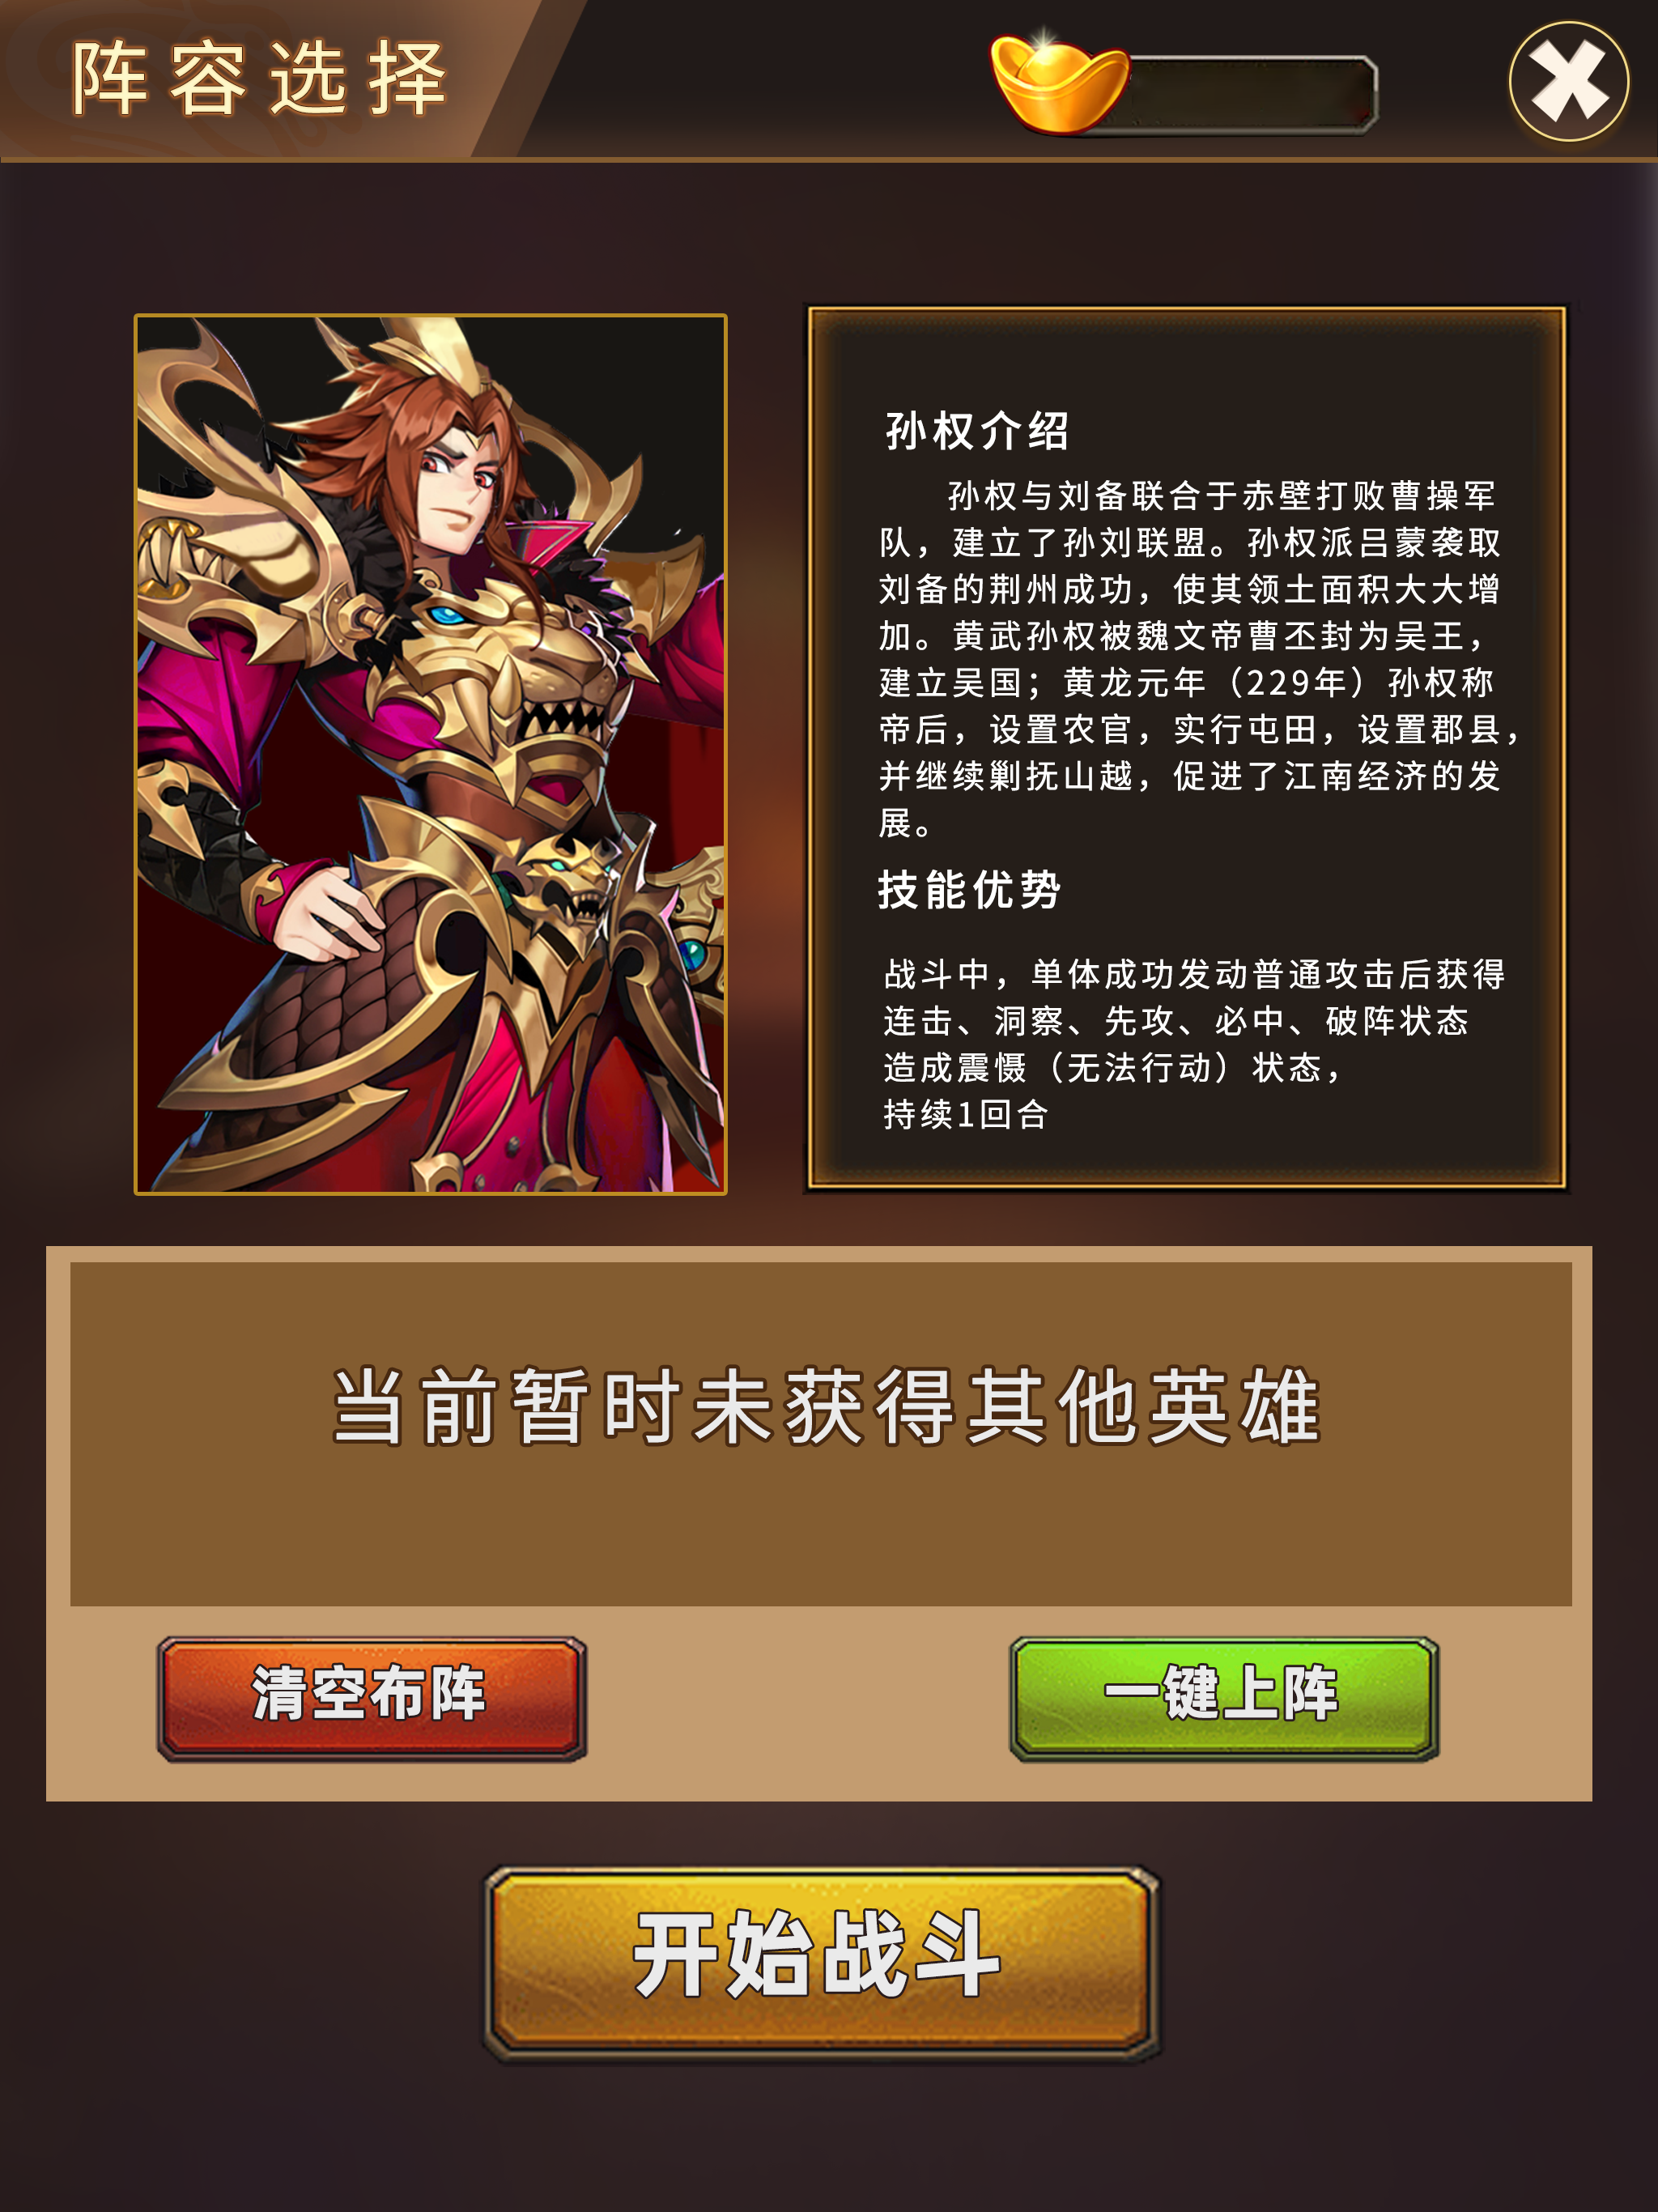 阵容选择
孙权介绍
孙权与刘备联合于赤壁打败曹操军
队，建立了孙刘联盟。孙权派吕蒙袭取
刘备的荆州成功，使其领土面积大大增
加。黄武孙权被魏文帝曹丕封为吴王，
建立吴国；黄龙元年（229年）孙权称
帝后，设置农官，实行屯田，设置郡县，
并继续剿抚山越，促进了江南经济的发
展。
技能优势
战斗中，单体成功发动普通攻击后获得
连击、洞察、先攻、必中、破阵状态
造成震慑（无法行动）状态，
持续1回合
当前暂时未获得其他英雄
清空布阵
一键上阵
开始战斗